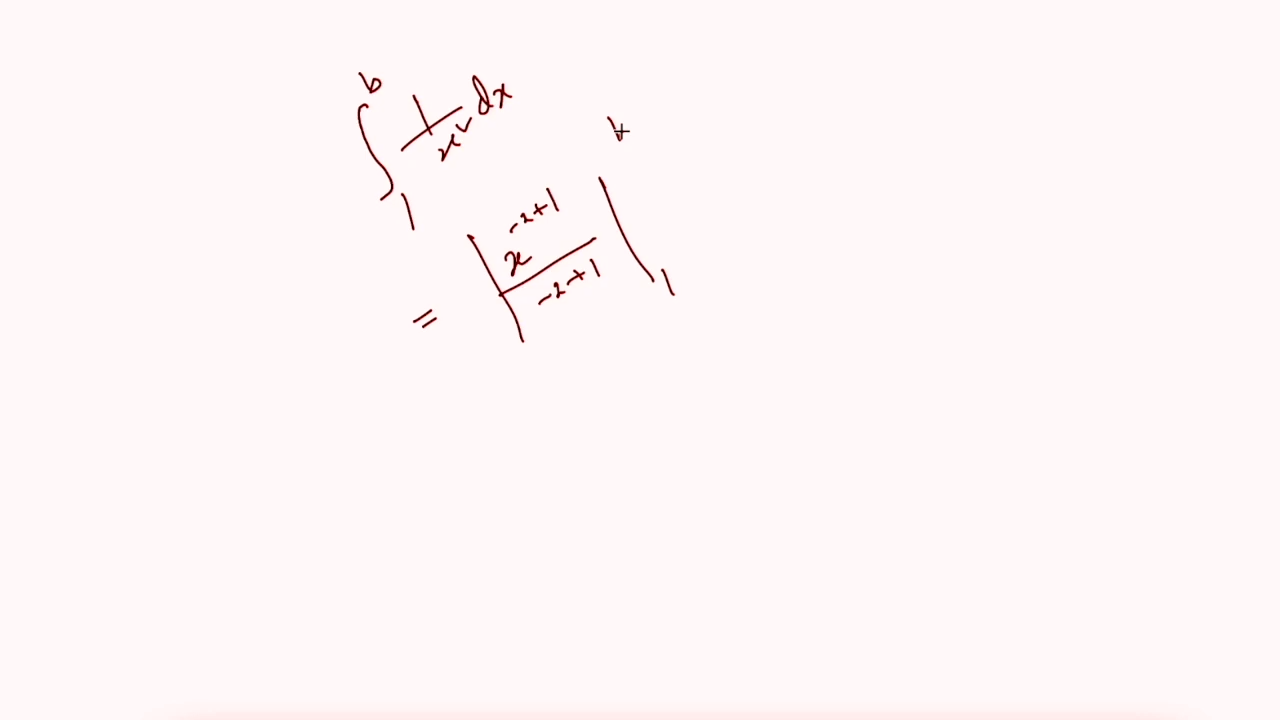 ∫₁ᵇ 1/x² dx
= | x⁻²⁺¹ / -2+1 |₁